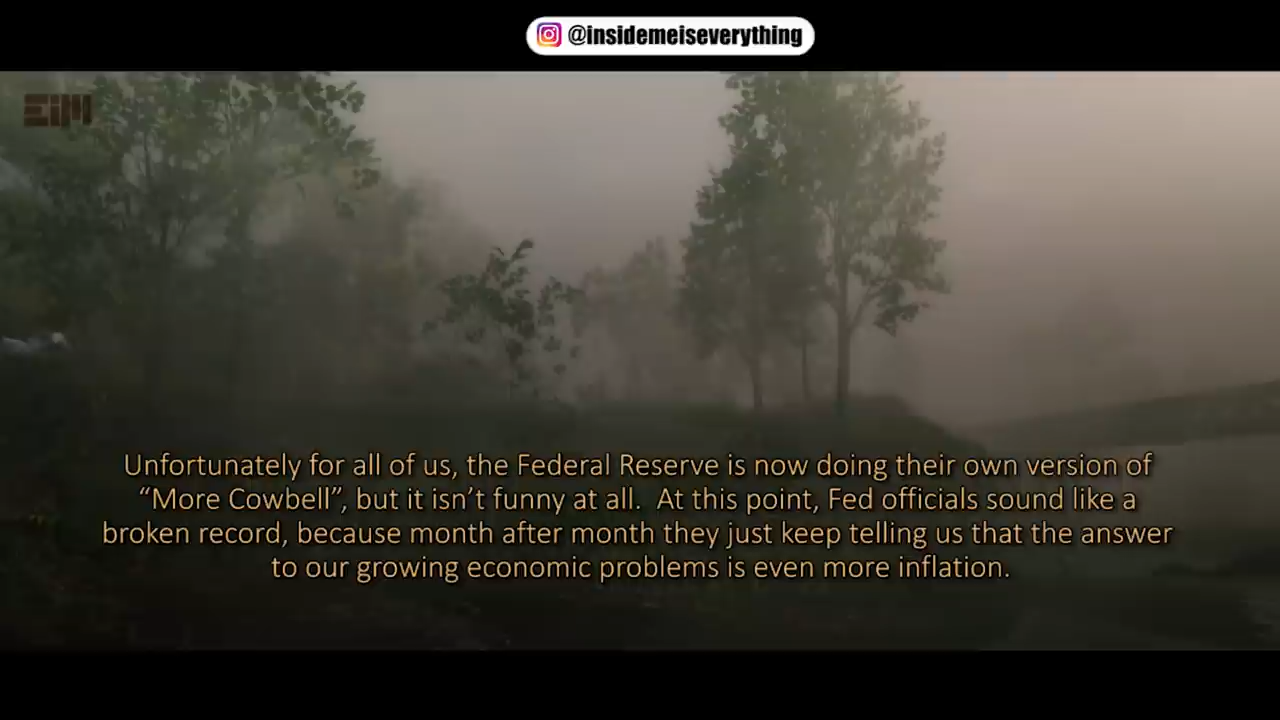 @insidemeiseverything
EiM
Unfortunately for all of us, the Federal Reserve is now doing their own version of
“More Cowbell”, but it isn’t funny at all.  At this point, Fed officials sound like a
broken record, because month after month they just keep telling us that the answer
to our growing economic problems is even more inflation.